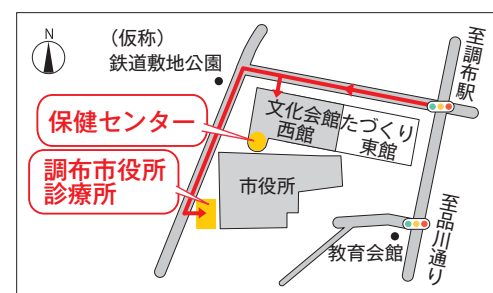 N
（仮称）
鉄道敷地公園
至調布駅
保健センター
文化会館
西館
たづくり
東館
調布市役所
診療所
市役所
至品川通り
教育会館